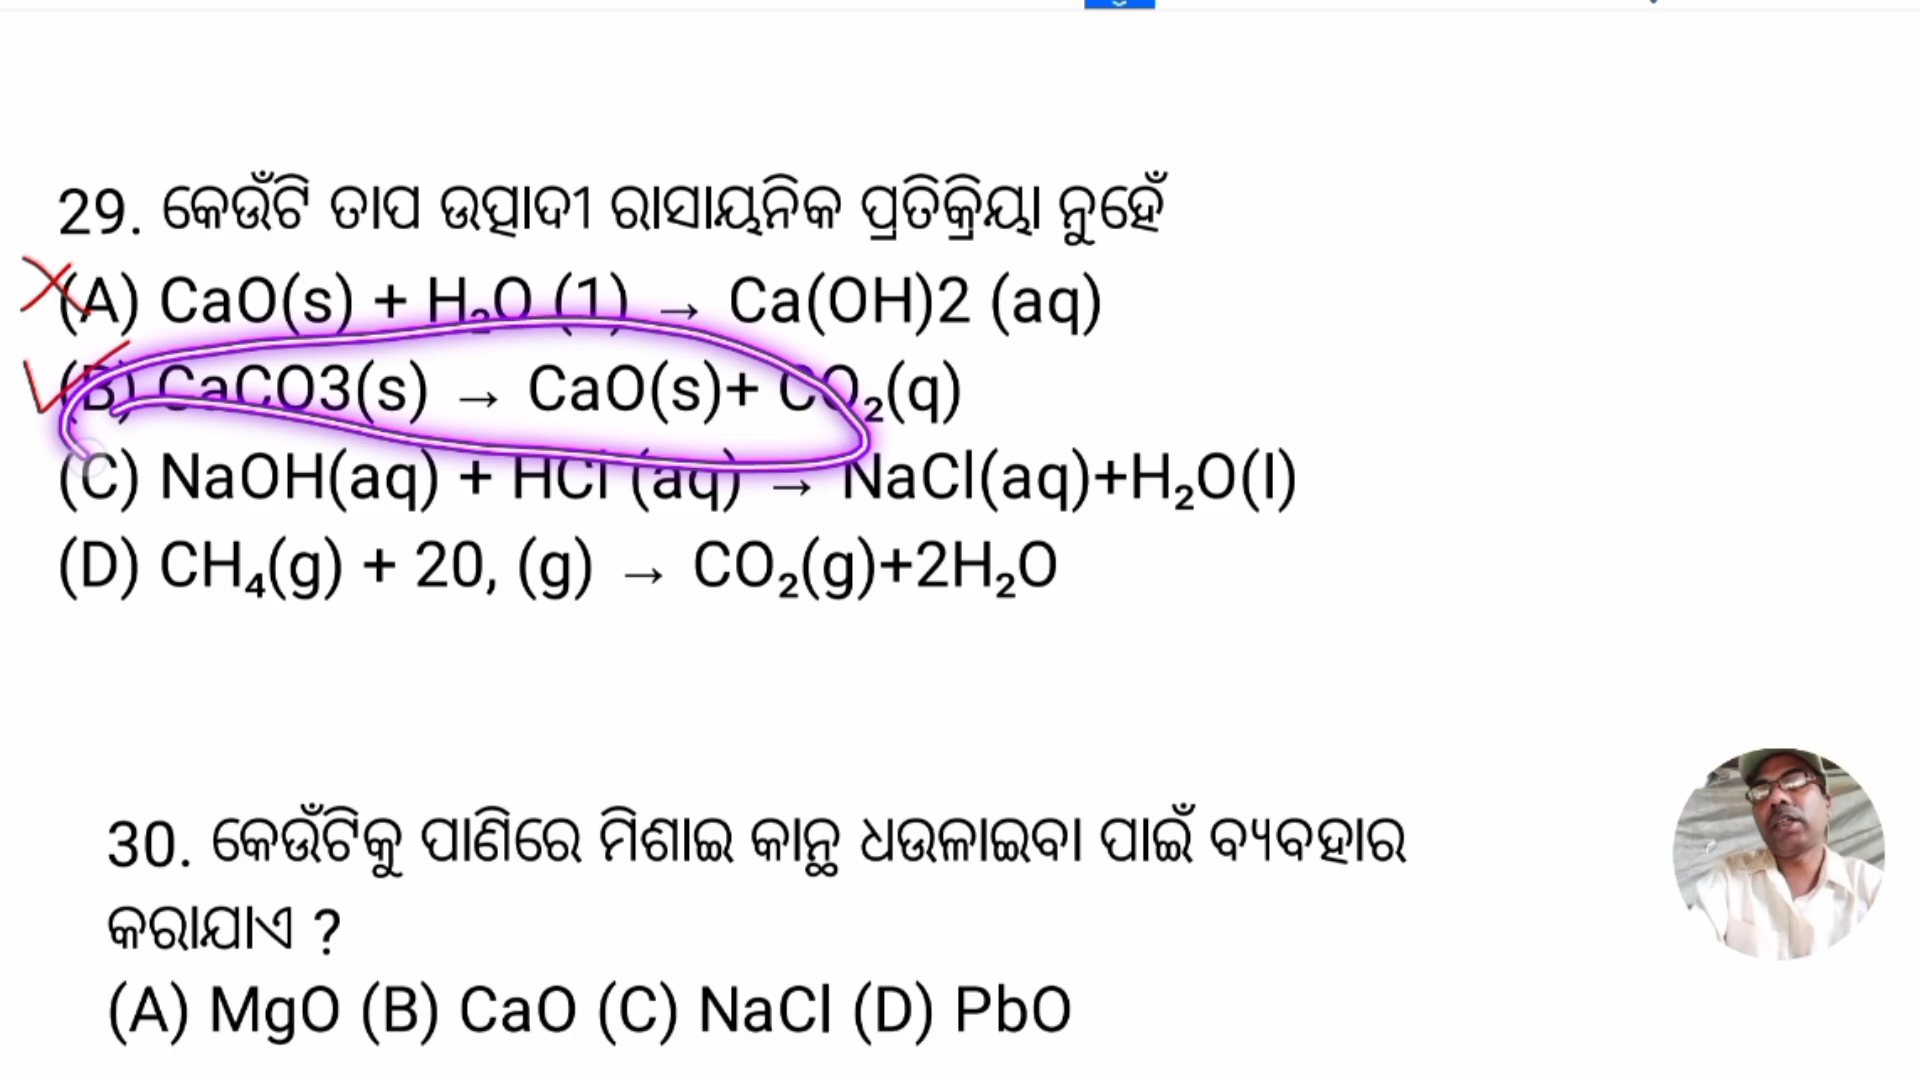 29. କେଉଁଟି ତାପ ଉତ୍ପାଦୀ ରାସାୟନିକ ପ୍ରତିକ୍ରିୟା ନୁହେଁ
(A) CaO(s) + H₂O (1) → Ca(OH)2 (aq)
(B) CaCO3(s) → CaO(s)+ CO₂(q)
(C) NaOH(aq) + HCl (aq) → NaCl(aq)+H₂O(l)
(D) CH₄(g) + 20, (g) → CO₂(g)+2H₂O
30. କେଉଁଟିକୁ ପାଣିରେ ମିଶାଇ କାନ୍ଥ ଧଉଳାଇବା ପାଇଁ ବ୍ୟବହାର
କରାଯାଏ ?
(A) MgO (B) CaO (C) NaCl (D) PbO